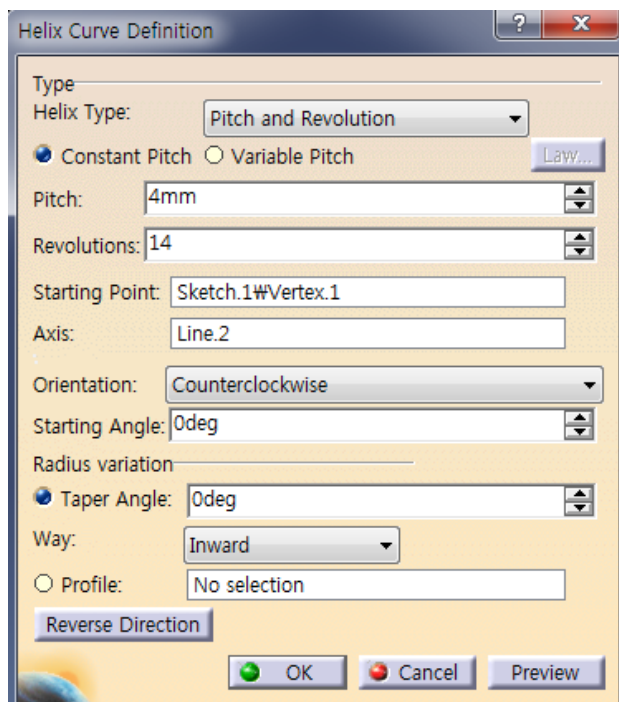 Helix Curve Definition ? X
Type
Helix Type: Pitch and Revolution
Constant Pitch Variable Pitch Law...
Pitch: 4mm
Revolutions: 14
Starting Point: Sketch.1₩Vertex.1
Axis: Line.2
Orientation: Counterclockwise
Starting Angle: 0deg
Radius variation
Taper Angle: 0deg
Way: Inward
Profile: No selection
Reverse Direction
OK Cancel Preview